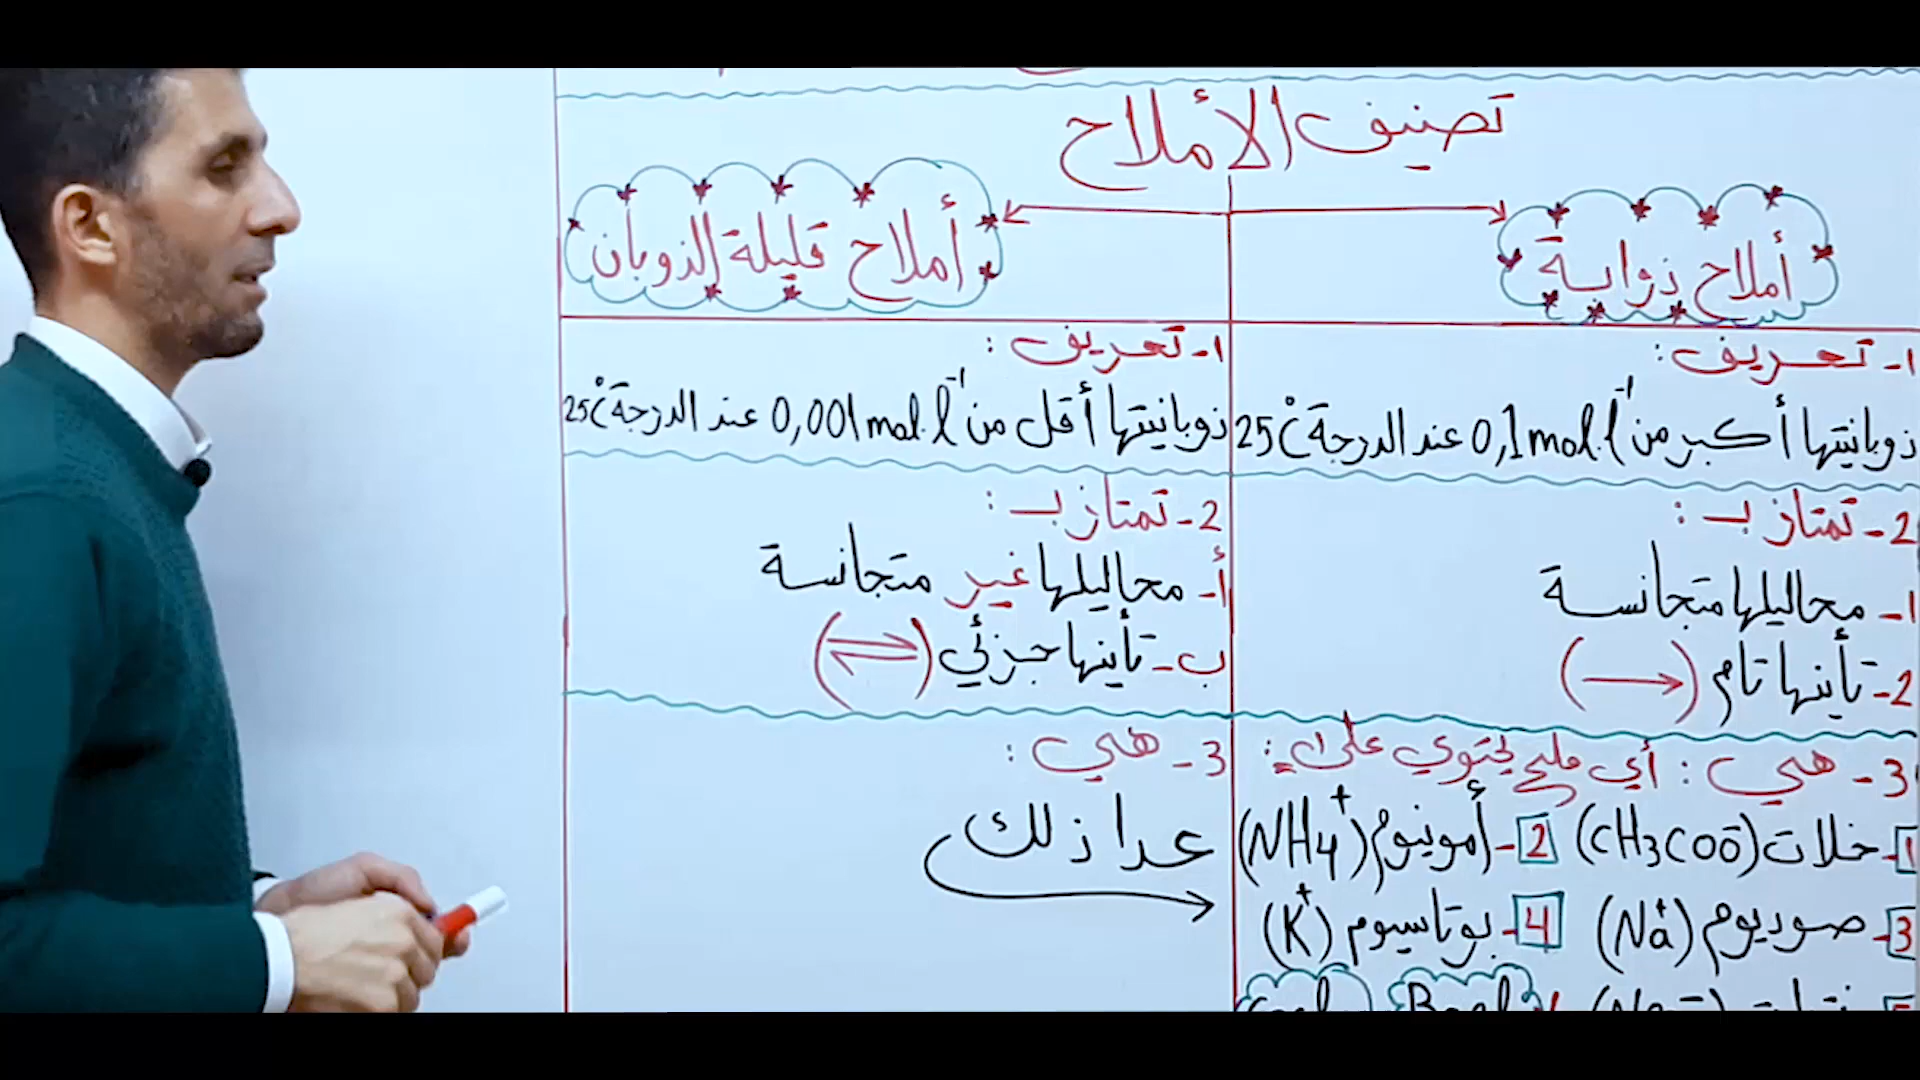 تصنيف الأملاح
أملاح ذوابة
1- تعريف:
ذوبانيتها أكبر من 0,1 mol.l⁻¹ عند الدرجة 25°C
2- تمتاز بـ:
1- محاليلها متجانسة
2- تأينها تام (→)
3- هي: أي ملح يحتوي على:
1- خلات (CH3COO⁻) 2- أمونيوم (NH4⁺)
3- صوديوم (Na⁺) 4- بوتاسيوم (K⁺)
أملاح قليلة الذوبان
1- تعريف:
ذوبانيتها أقل من 0,001 mol.l⁻¹ عند الدرجة 25°C
2- تمتاز بـ:
أ- محاليلها غير متجانسة
ب- تأينها جزئي (⇌)
3- هي:
عدا ذلك